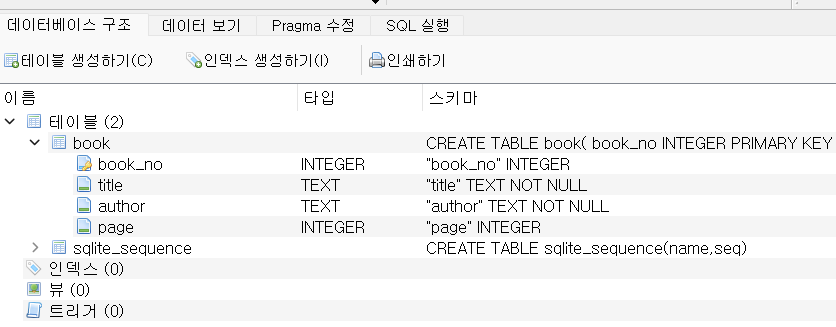 데이터베이스 구조 데이터 보기 Pragma 수정 SQL 실행
테이블 생성하기(C) 인덱스 생성하기(I) 인쇄하기
이름 타입 스키마
테이블 (2)
book CREATE TABLE book( book_no INTEGER PRIMARY KEY
book_no INTEGER "book_no" INTEGER
title TEXT "title" TEXT NOT NULL
author TEXT "author" TEXT NOT NULL
page INTEGER "page" INTEGER
sqlite_sequence CREATE TABLE sqlite_sequence(name,seq)
인덱스 (0)
뷰 (0)
트리거 (0)